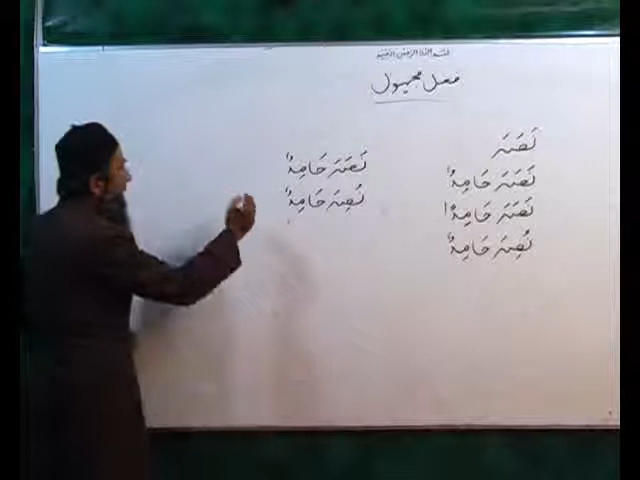 بسم الله الرحمن الرحيم
فعل مجهول
نَصَرَ
نَصَرَ حَامِدٌ
نَصَرَ حَامِدًا
نُصِرَ حَامِدٌ
نَصَرَ حَامِدٌ
نُصِرَ حَامِدٌ